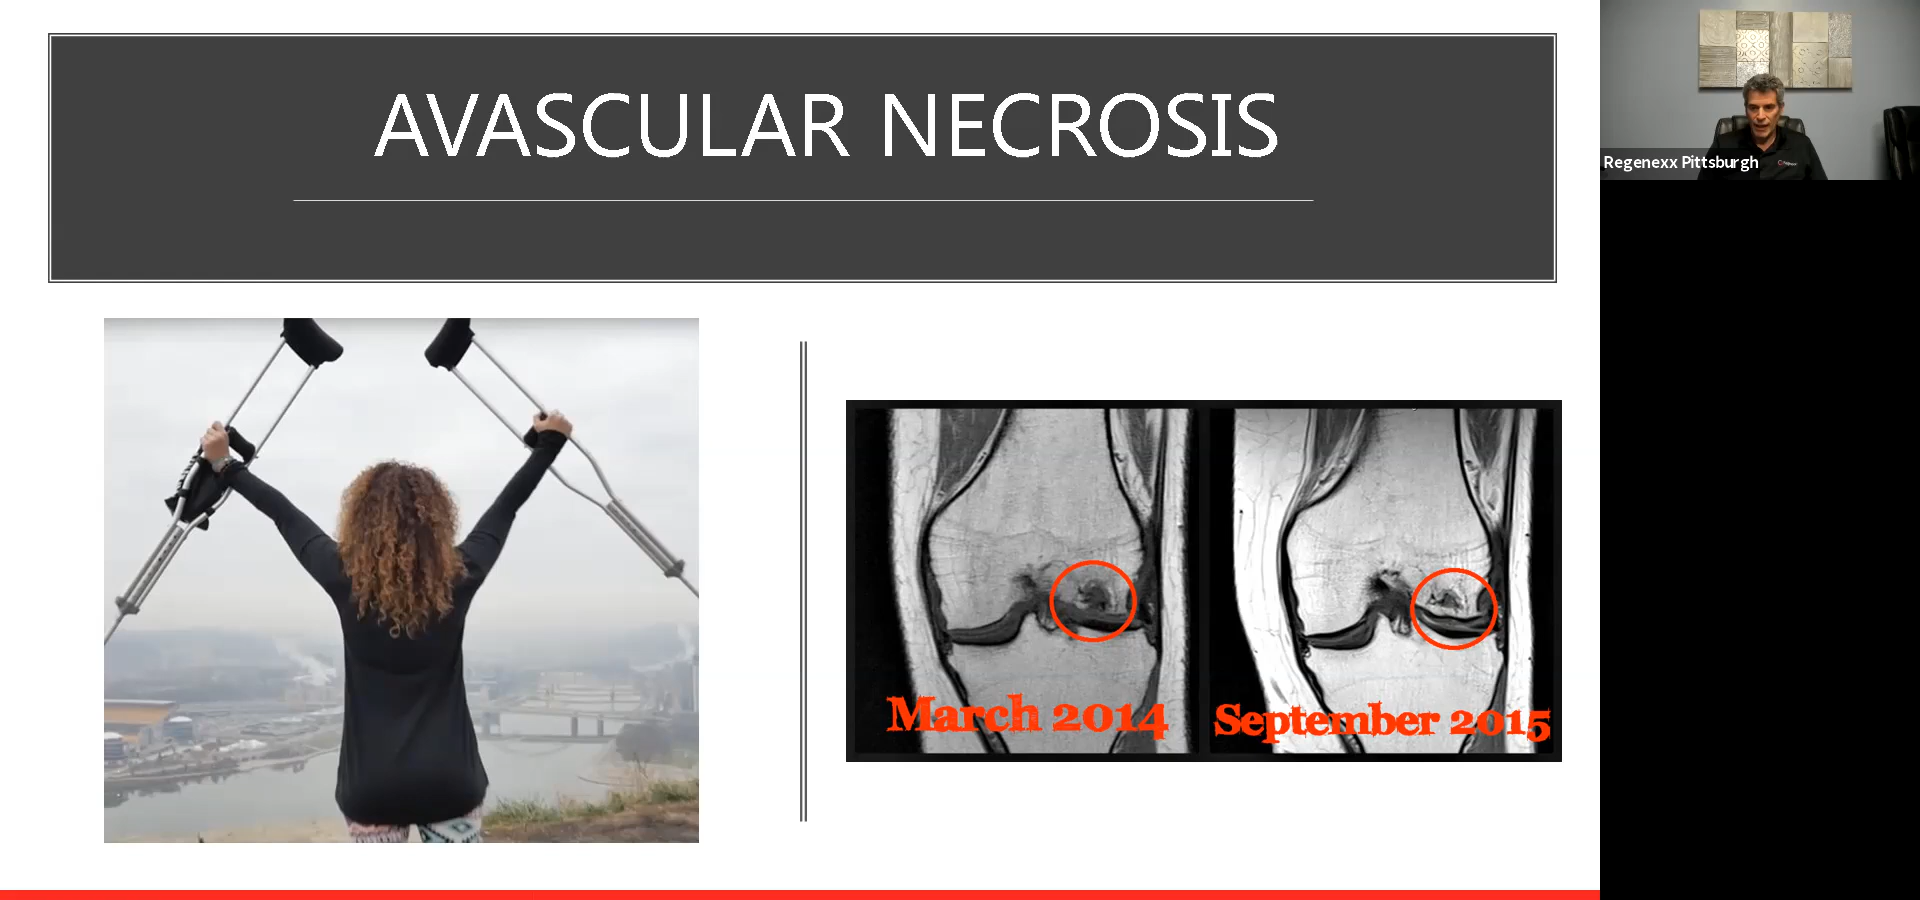 AVASCULAR NECROSIS
Regenexx Pittsburgh
March 2014
September 2015